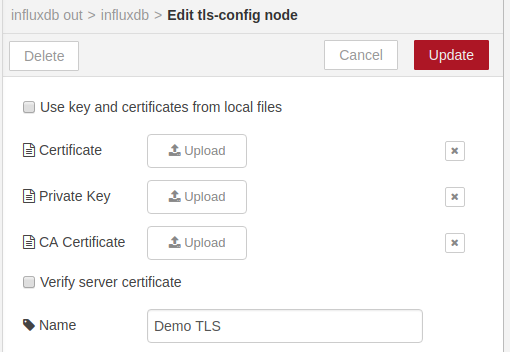 influxdb out > influxdb > Edit tls-config node
Delete Cancel Update
Use key and certificates from local files
Certificate Upload
Private Key Upload
CA Certificate Upload
Verify server certificate
Name Demo TLS